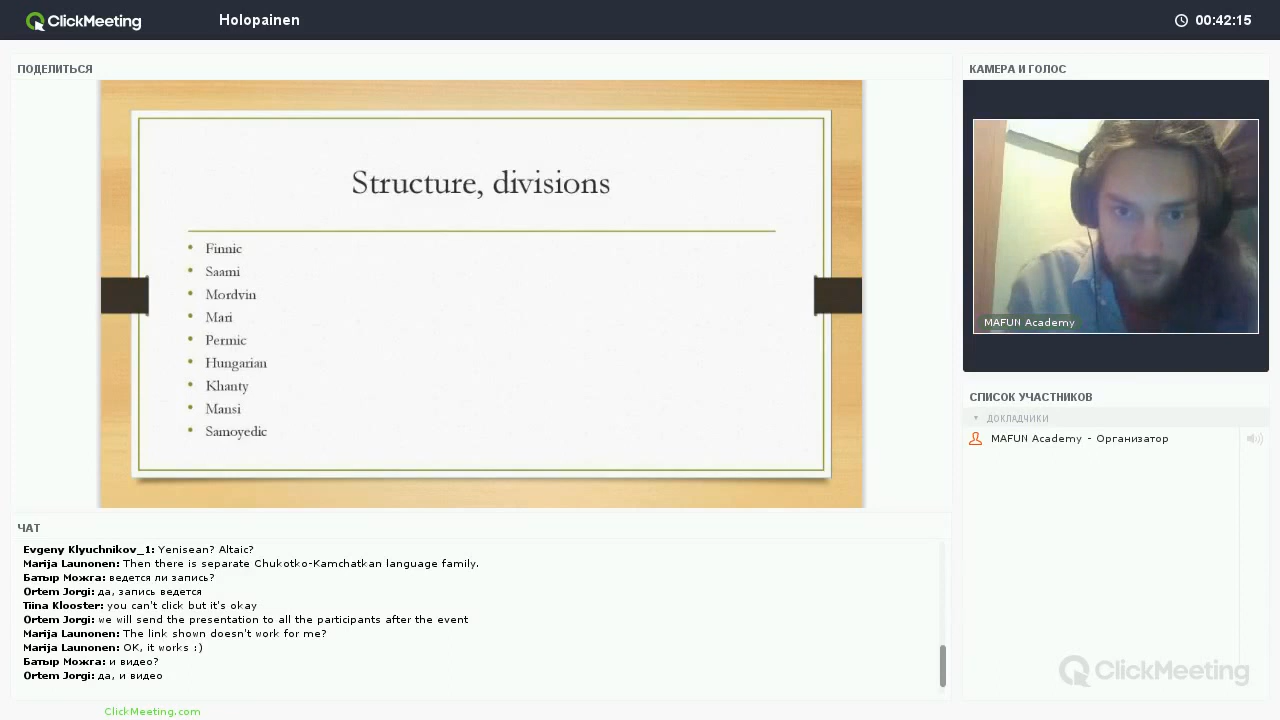 ClickMeeting
Holopainen
00:42:15
ПОДЕЛИТЬСЯ
Structure, divisions
• Finnic
• Saami
• Mordvin
• Mari
• Permic
• Hungarian
• Khanty
• Mansi
• Samoyedic
КАМЕРА И ГОЛОС
MAFUN Academy
СПИСОК УЧАСТНИКОВ
ДОКЛАДЧИКИ
MAFUN Academy - Организатор
ЧАТ
Evgeny Klyuchnikov_1: Yenisean? Altaic?
Marija Launonen: Then there is separate Chukotko-Kamchatkan language family.
Батыр Можга: ведется ли запись?
Ortem Jorgi: да, запись ведется
Tiina Klooster: you can't click but it's okay
Ortem Jorgi: we will send the presentation to all the participants after the event
Marija Launonen: The link shown doesn't work for me?
Marija Launonen: OK, it works :)
Батыр Можга: и видео?
Ortem Jorgi: да, и видео
ClickMeeting
ClickMeeting.com